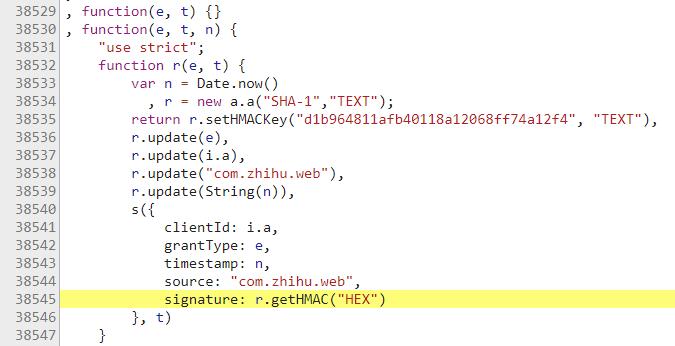 38529 , function(e, t) {}
38530 , function(e, t, n) {
38531 "use strict";
38532 function r(e, t) {
38533 var n = Date.now()
38534 , r = new a.a("SHA-1","TEXT");
38535 return r.setHMACKey("d1b964811afb40118a12068ff74a12f4", "TEXT"),
38536 r.update(e),
38537 r.update(i.a),
38538 r.update("com.zhihu.web"),
38539 r.update(String(n)),
38540 s({
38541 clientId: i.a,
38542 grantType: e,
38543 timestamp: n,
38544 source: "com.zhihu.web",
38545 signature: r.getHMAC("HEX")
38546 }, t)
38547 }